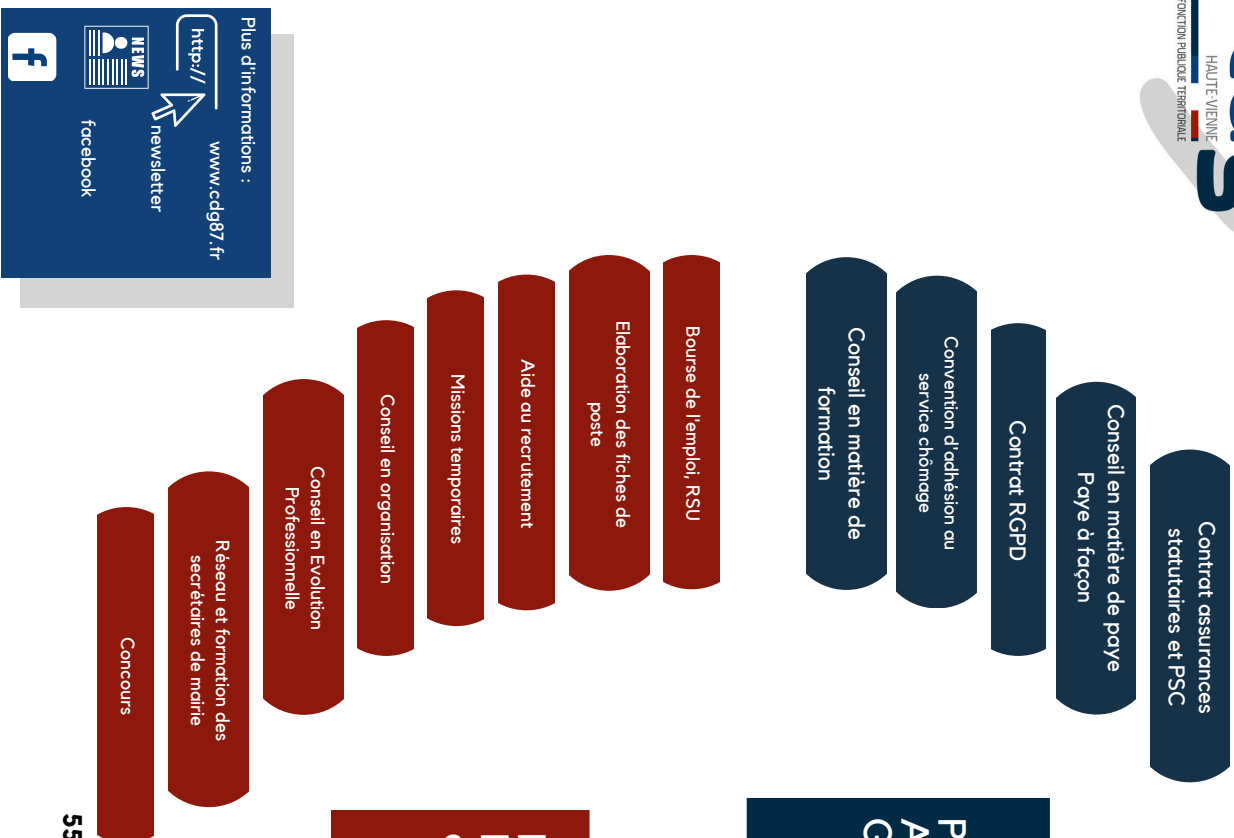 HAUTE-VIENNE
FONCTION PUBLIQUE TERRITORIALE
Contrat assurances
statutaires et PSC
Conseil en matière de paye
Paye à façon
Contrat RGPD
Convention d'adhésion au
service chômage
Conseil en matière de
formation
Bourse de l'emploi, RSU
Elaboration des fiches de
poste
Aide au recrutement
Missions temporaires
Conseil en organisation
Conseil en Evolution
Professionnelle
Réseau et formation des
secrétaires de mairie
Concours
Plus d'informations :
http://
www.cdg87.fr
NEWS
newsletter
f
facebook
55